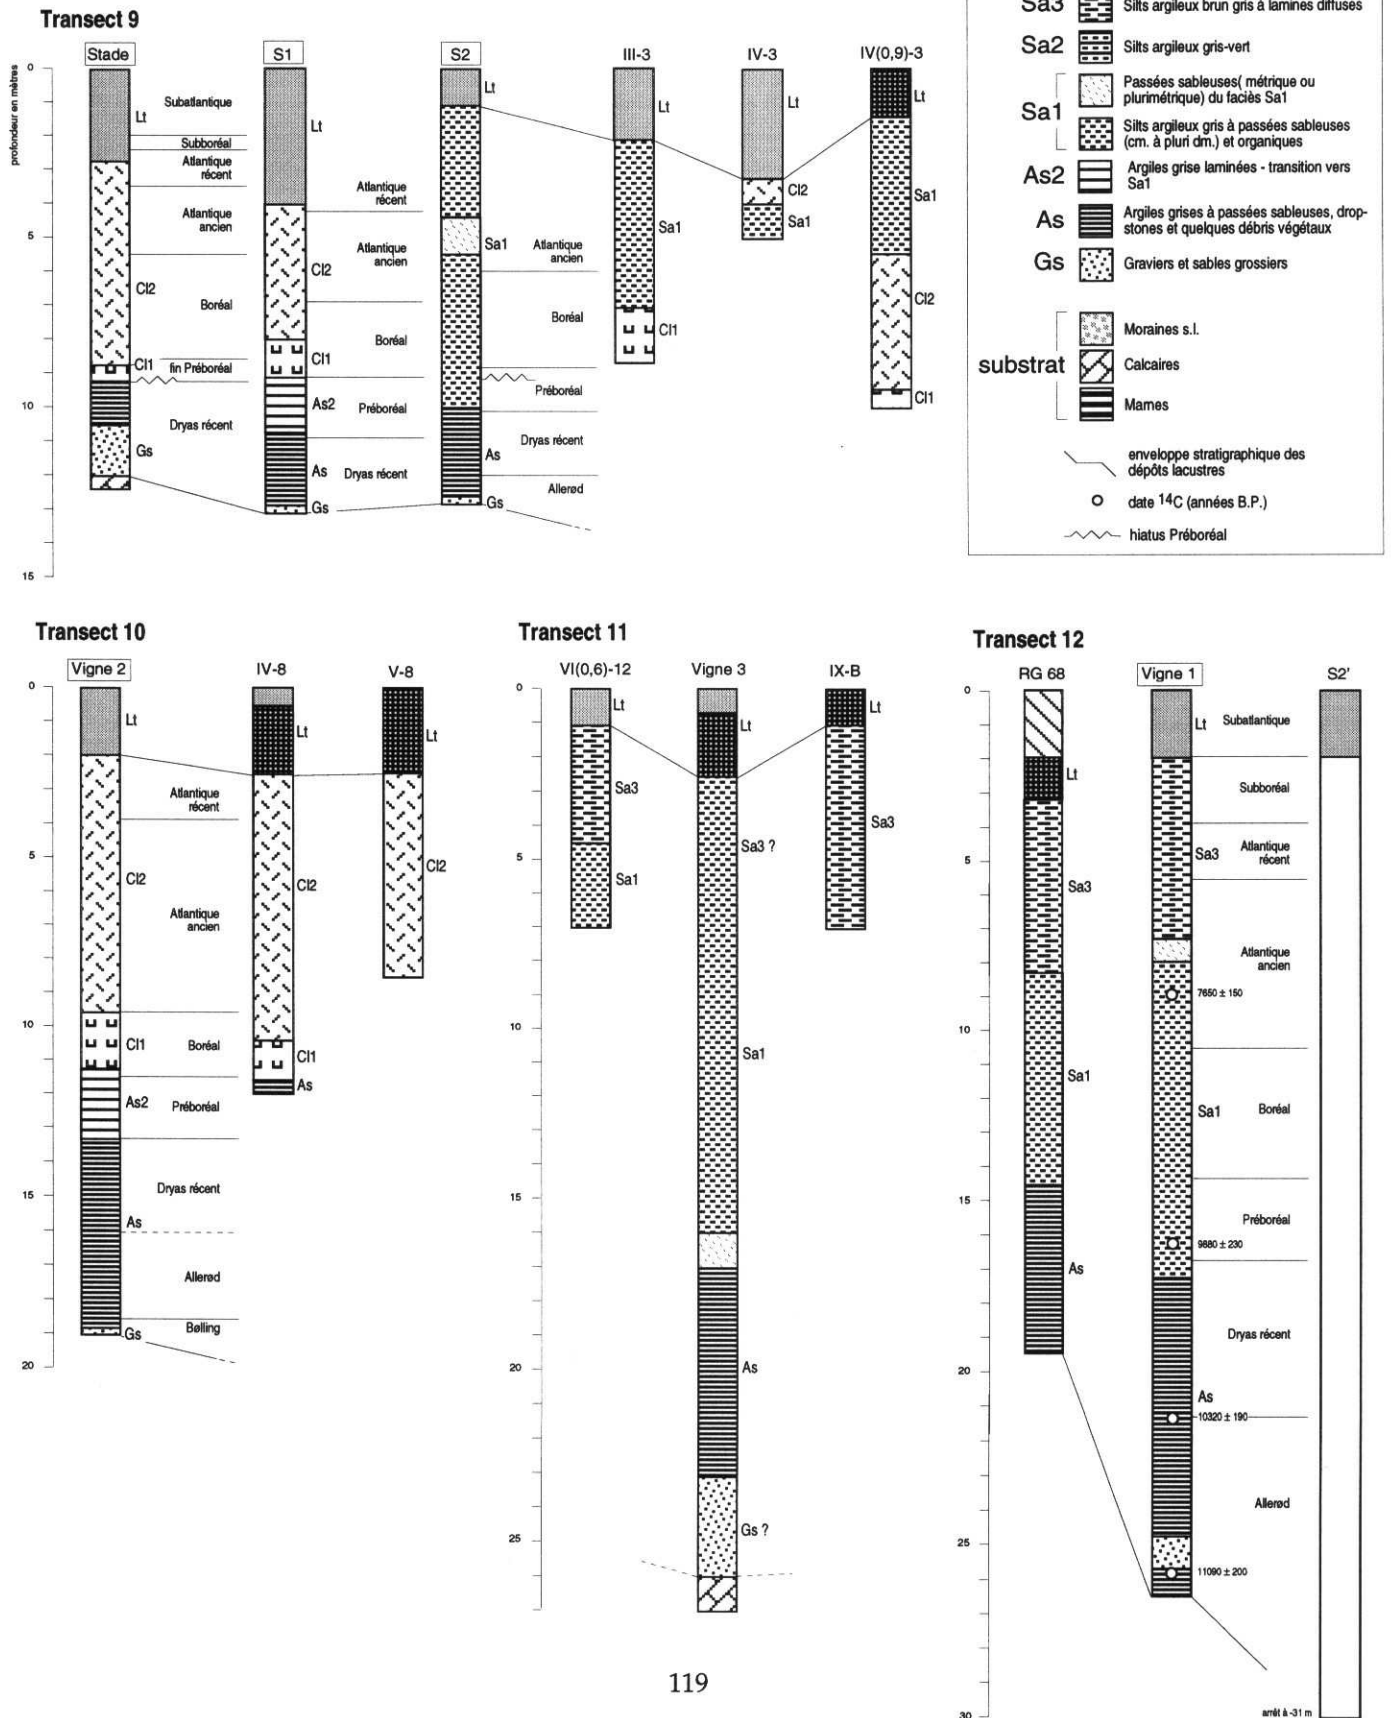 Transect 9
profondeur en mètres
0
5
10
15
Stade
Lt
Cl2
Cl1
Gs
Subatlantique
Subboréal
Atlantique
récent
Atlantique
ancien
Boréal
fin Préboréal
Dryas récent
S1
Lt
Cl2
Cl1
As2
As
Gs
Atlantique
récent
Atlantique
ancien
Boréal
Préboréal
Dryas récent
S2
Lt
Sa1
As
Gs
Atlantique
ancien
Boréal
Préboréal
Dryas récent
Allerød
III-3
Lt
Sa1
Cl1
IV-3
Lt
Cl2
Sa1
IV(0,9)-3
Lt
Sa1
Cl2
Cl1
Sa3 Silts argileux brun gris à lamines diffuses
Sa2 Silts argileux gris-vert
Sa1
Passées sableuses( métrique ou
plurimétrique) du faciès Sa1
Silts argileux gris à passées sableuses
(cm. à pluri dm.) et organiques
As2 Argiles grise laminées - transition vers
Sa1
As Argiles grises à passées sableuses, drop-
stones et quelques débris végétaux
Gs Graviers et sables grossiers
substrat
Moraines s.l.
Calcaires
Marnes
enveloppe stratigraphique des
dépôts lacustres
date 14C (années B.P.)
hiatus Préboréal
Transect 10
0
5
10
15
20
Vigne 2
Lt
Cl2
Cl1
As2
As
Gs
Atlantique
récent
Atlantique
ancien
Boréal
Préboréal
Dryas récent
Allerød
Bølling
IV-8
Lt
Cl2
Cl1
As
V-8
Lt
Cl2
Transect 11
0
5
10
15
20
25
VI(0,6)-12
Lt
Sa3
Sa1
Vigne 3
Lt
Sa3 ?
Sa1
As
Gs ?
IX-B
Lt
Sa3
Transect 12
0
5
10
15
20
25
30
RG 68
Lt
Sa3
Sa1
As
Vigne 1
Lt
Sa3
Sa1
As
Subatlantique
Subboréal
Atlantique
récent
Atlantique
ancien
7650 ± 150
Boréal
Préboréal
9880 ± 230
Dryas récent
10320 ± 190
Allerød
11090 ± 200
S2'
arrêt à -31 m
119